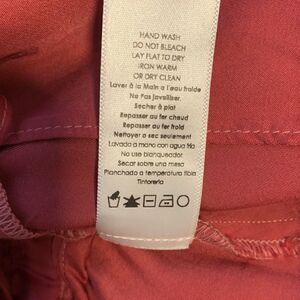 HAND WASH
DO NOT BLEACH
LAY FLAT TO DRY
IRON WARM
OR DRY CLEAN
Laver à la Main a l'eau froide
Ne Pas Javelliser
Secher à plat
Repasser au fer chaud
Repasser au fer froid
Nettoyer a sec seulement
Lavado a mano con agua fria
No use blanqueador
Secar sobre una mesa
Planchado a temperatura tibia
Tintoreria